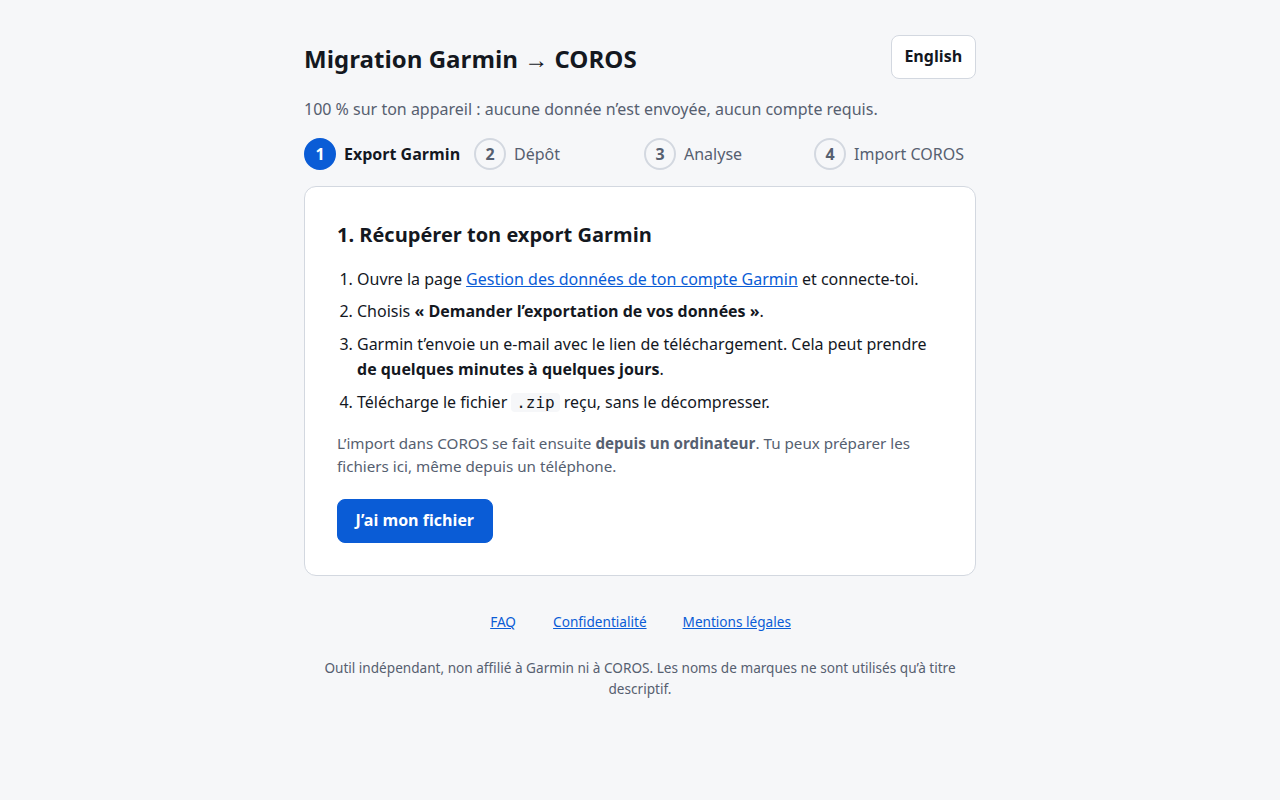 Migration Garmin → COROS
English
100 % sur ton appareil : aucune donnée n’est envoyée, aucun compte requis.
1 Export Garmin 2 Dépôt 3 Analyse 4 Import COROS
1. Récupérer ton export Garmin
1. Ouvre la page Gestion des données de ton compte Garmin et connecte-toi.
2. Choisis « Demander l’exportation de vos données ».
3. Garmin t’envoie un e-mail avec le lien de téléchargement. Cela peut prendre
de quelques minutes à quelques jours.
4. Télécharge le fichier .zip reçu, sans le décompresser.
L’import dans COROS se fait ensuite depuis un ordinateur. Tu peux préparer les
fichiers ici, même depuis un téléphone.
J’ai mon fichier
FAQ Confidentialité Mentions légales
Outil indépendant, non affilié à Garmin ni à COROS. Les noms de marques ne sont utilisés qu’à titre
descriptif.